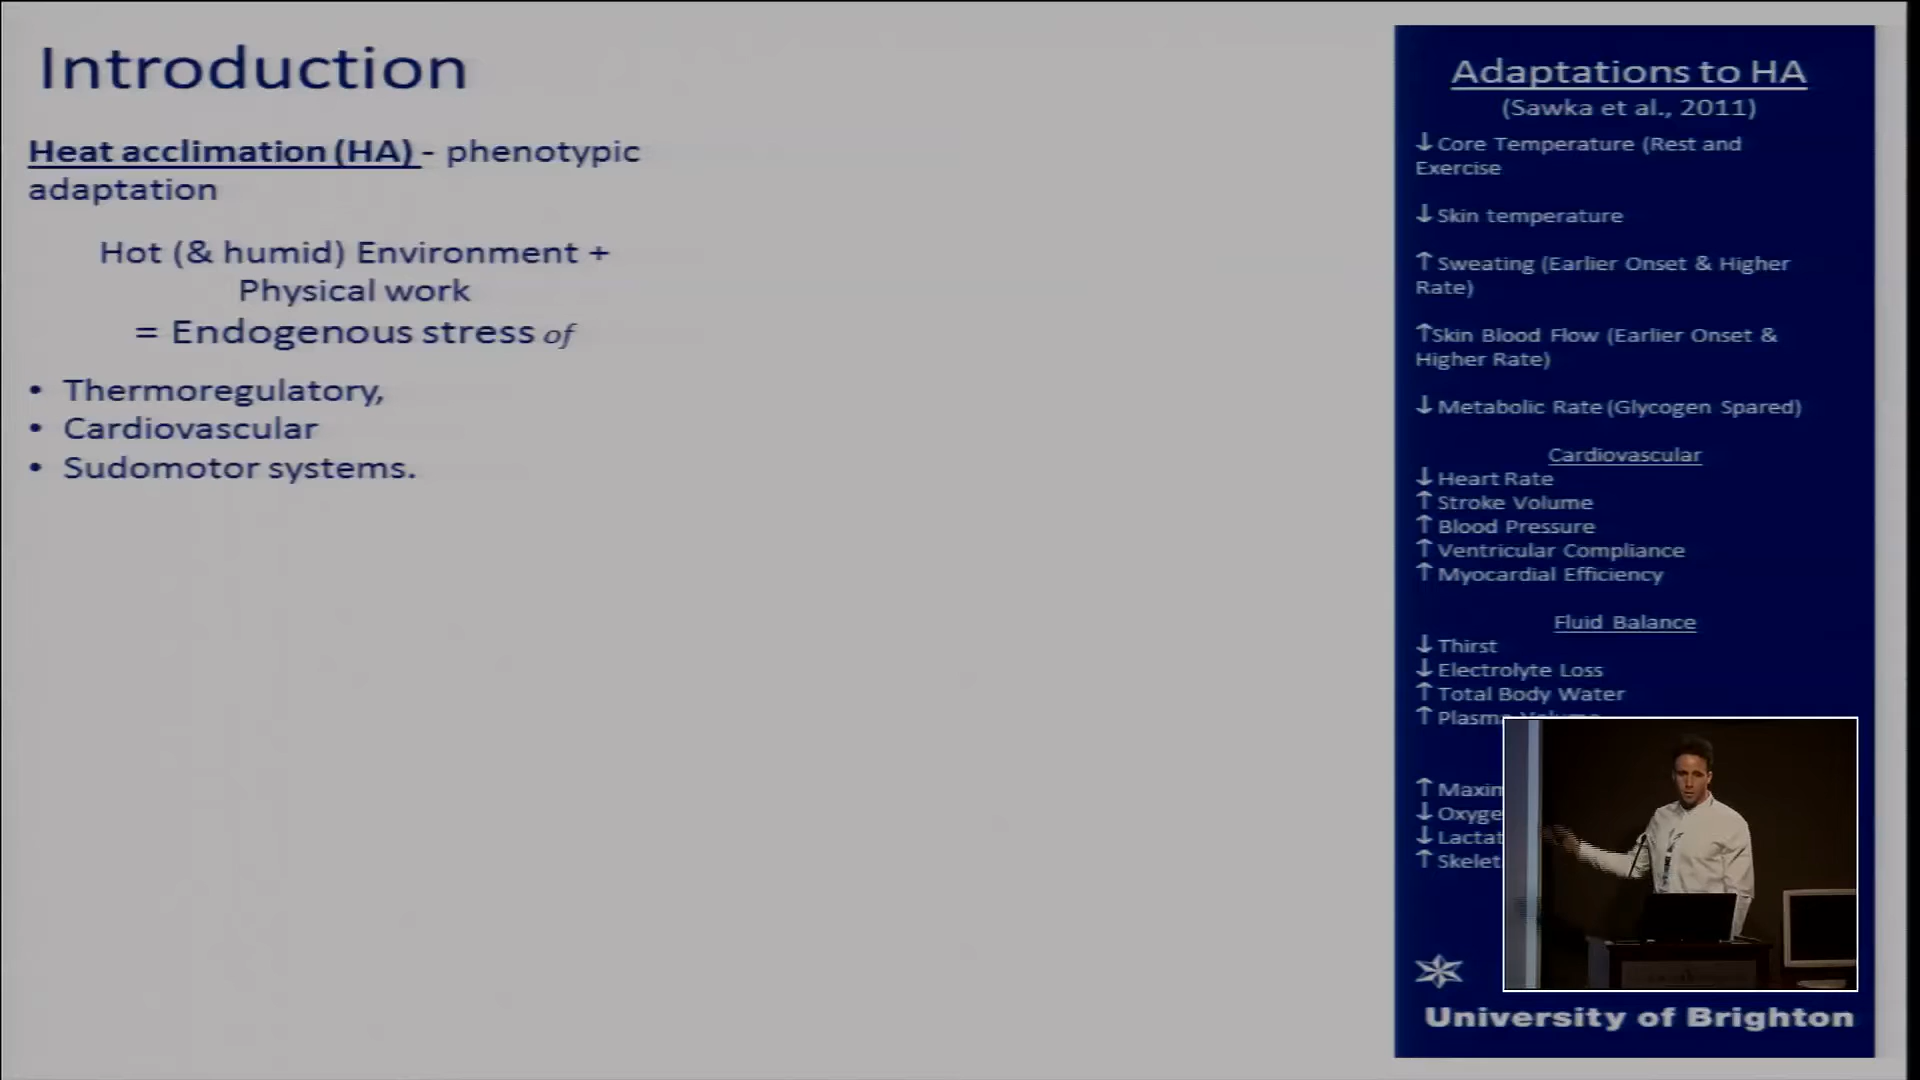 Introduction
Heat acclimation (HA) - phenotypic
adaptation
Hot (& humid) Environment +
Physical work
= Endogenous stress of
• Thermoregulatory,
• Cardiovascular
• Sudomotor systems.
Adaptations to HA
(Sawka et al., 2011)
↓ Core Temperature (Rest and
Exercise
↓ Skin temperature
↑ Sweating (Earlier Onset & Higher
Rate)
↑Skin Blood Flow (Earlier Onset &
Higher Rate)
↓ Metabolic Rate (Glycogen Spared)
Cardiovascular
↓ Heart Rate
↑ Stroke Volume
↑ Blood Pressure
↑ Ventricular Compliance
↑ Myocardial Efficiency
Fluid Balance
↓ Thirst
↓ Electrolyte Loss
↑ Total Body Water
↑ Plasma Volume
↑
↓
↓
↑
University of Brighton